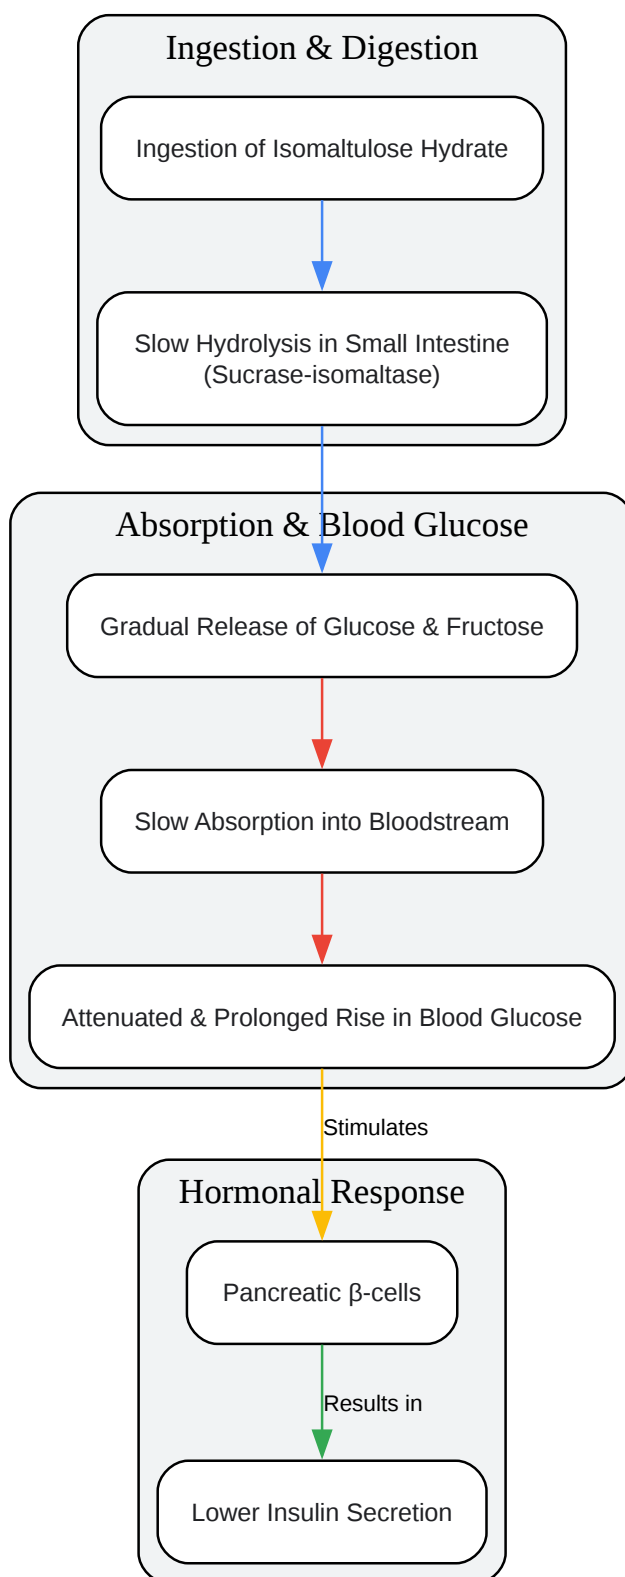 Ingestion & Digestion
Ingestion of Isomaltulose Hydrate
Slow Hydrolysis in Small Intestine
(Sucrase-isomaltase)
Absorption & Blood Glucose
Gradual Release of Glucose & Fructose
Slow Absorption into Bloodstream
Attenuated & Prolonged Rise in Blood Glucose
Stimulates
Hormonal Response
Pancreatic β-cells
Results in
Lower Insulin Secretion